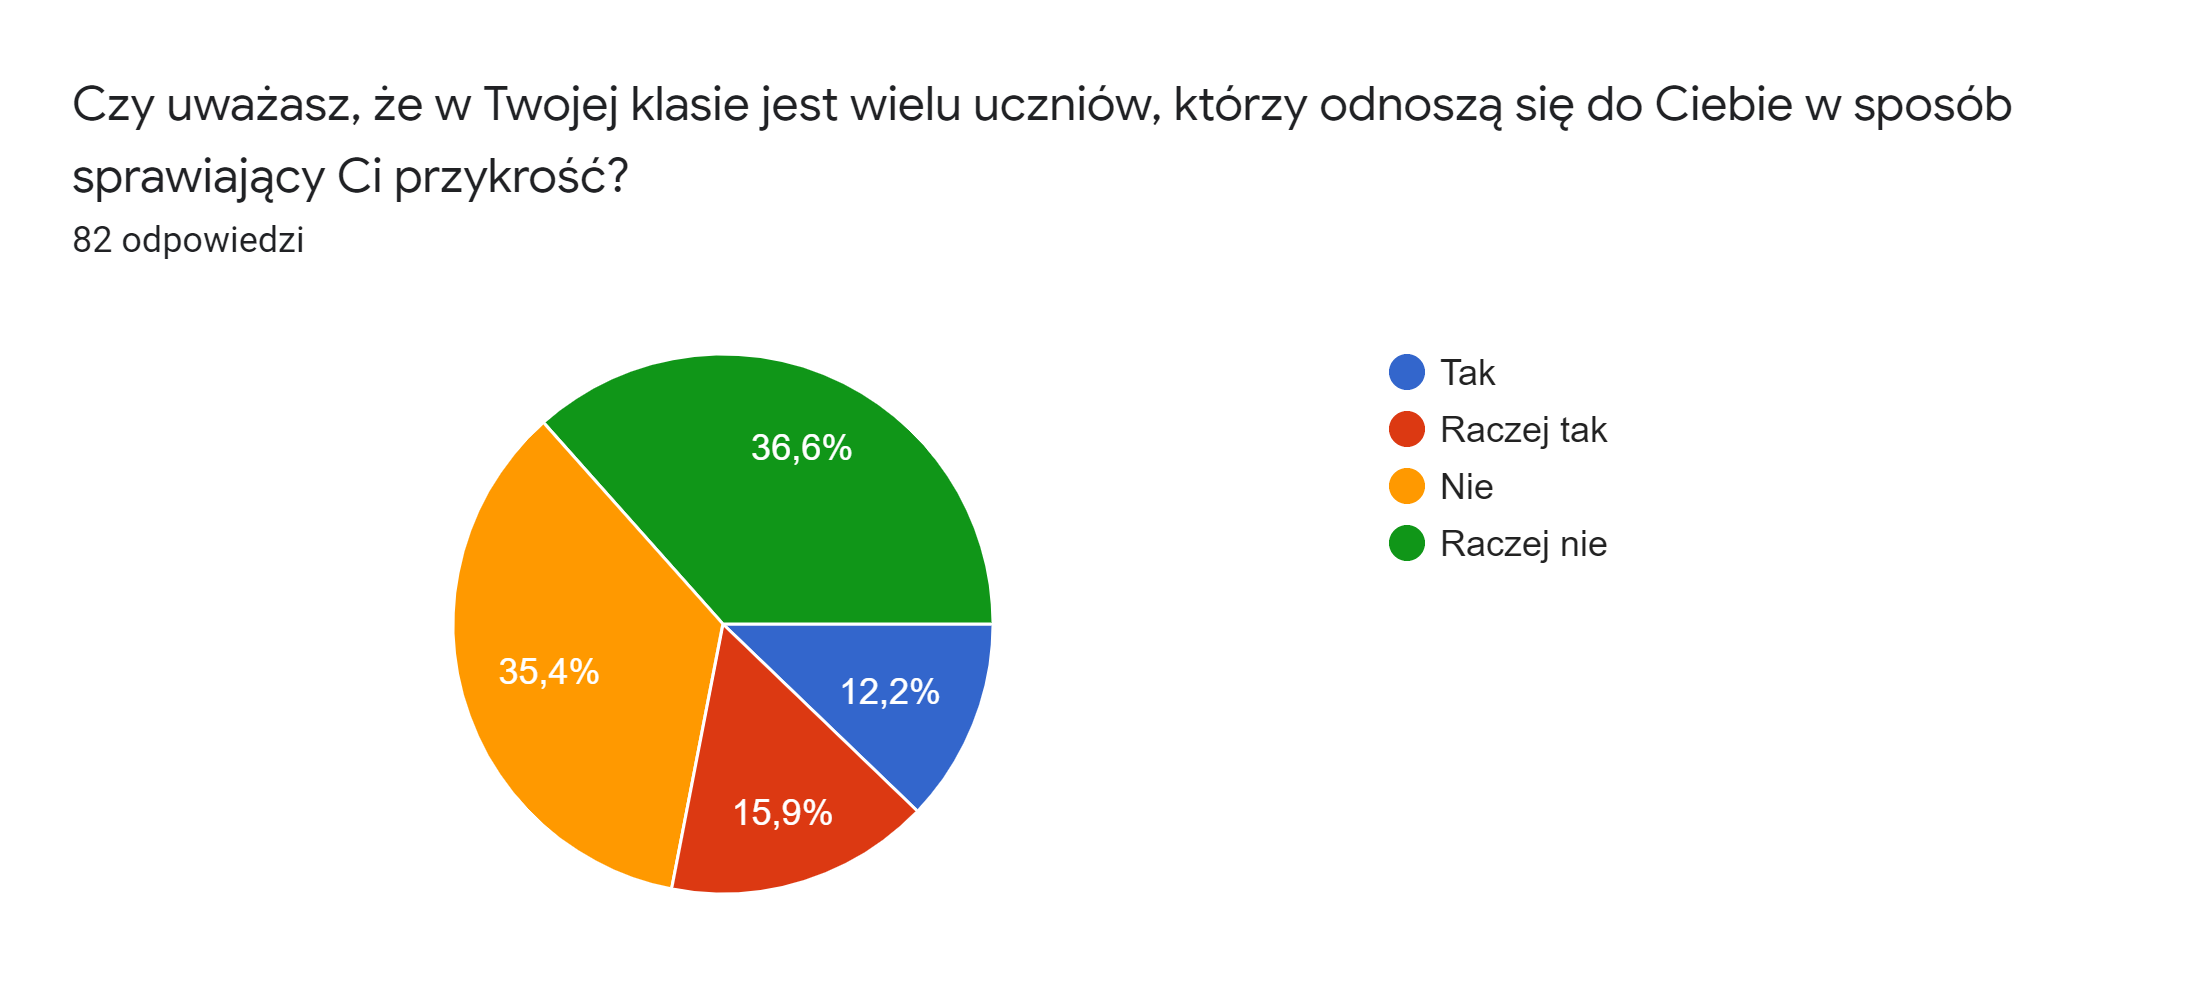 Czy uważasz, że w Twojej klasie jest wielu uczniów, którzy odnoszą się do Ciebie w sposób
sprawiający Ci przykrość?
82 odpowiedzi
Tak
Raczej tak
Nie
Raczej nie
36,6%
35,4%
12,2%
15,9%